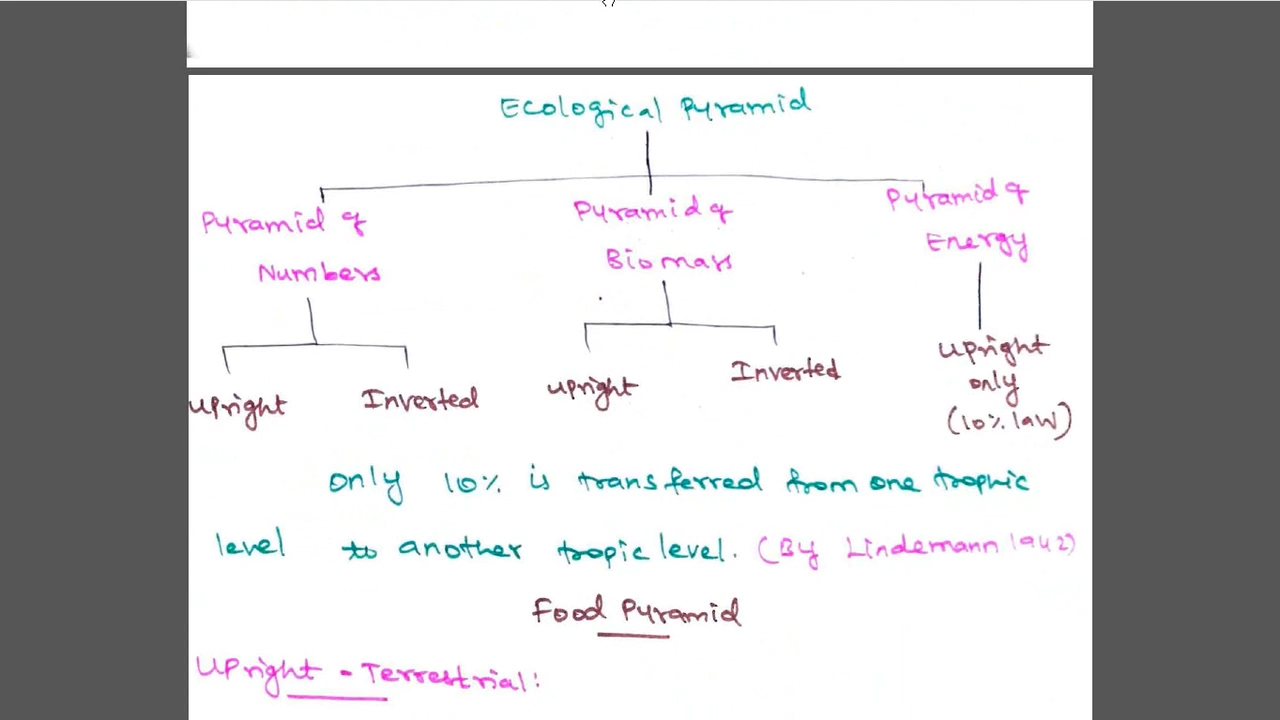 Ecological Pyramid
Pyramid of
Numbers
Pyramid of
Biomass
Pyramid of
Energy
Upright
Inverted
Upright
Inverted
Upright
only
(10% law)
only 10% is transferred from one trophic
level to another tropic level. (By Lindemann 1942)
Food Pyramid
Upright - Terrestrial: